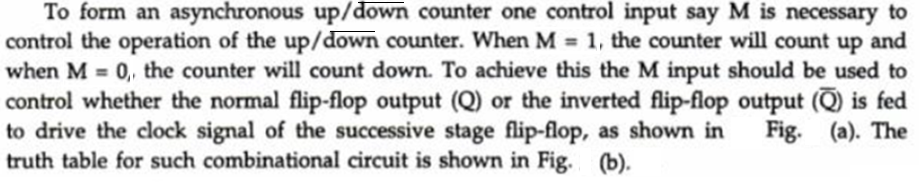 To form an asynchronous up/d̅o̅w̅n̅ counter one control input say M is necessary to
control the operation of the up/d̅o̅w̅n̅ counter. When M = 1, the counter will count up and
when M = 0,, the counter will count down. To achieve this the M input should be used to
control whether the normal flip-flop output (Q) or the inverted flip-flop output (Q̅) is fed
to drive the clock signal of the successive stage flip-flop, as shown in Fig. (a). The
truth table for such combinational circuit is shown in Fig. (b).